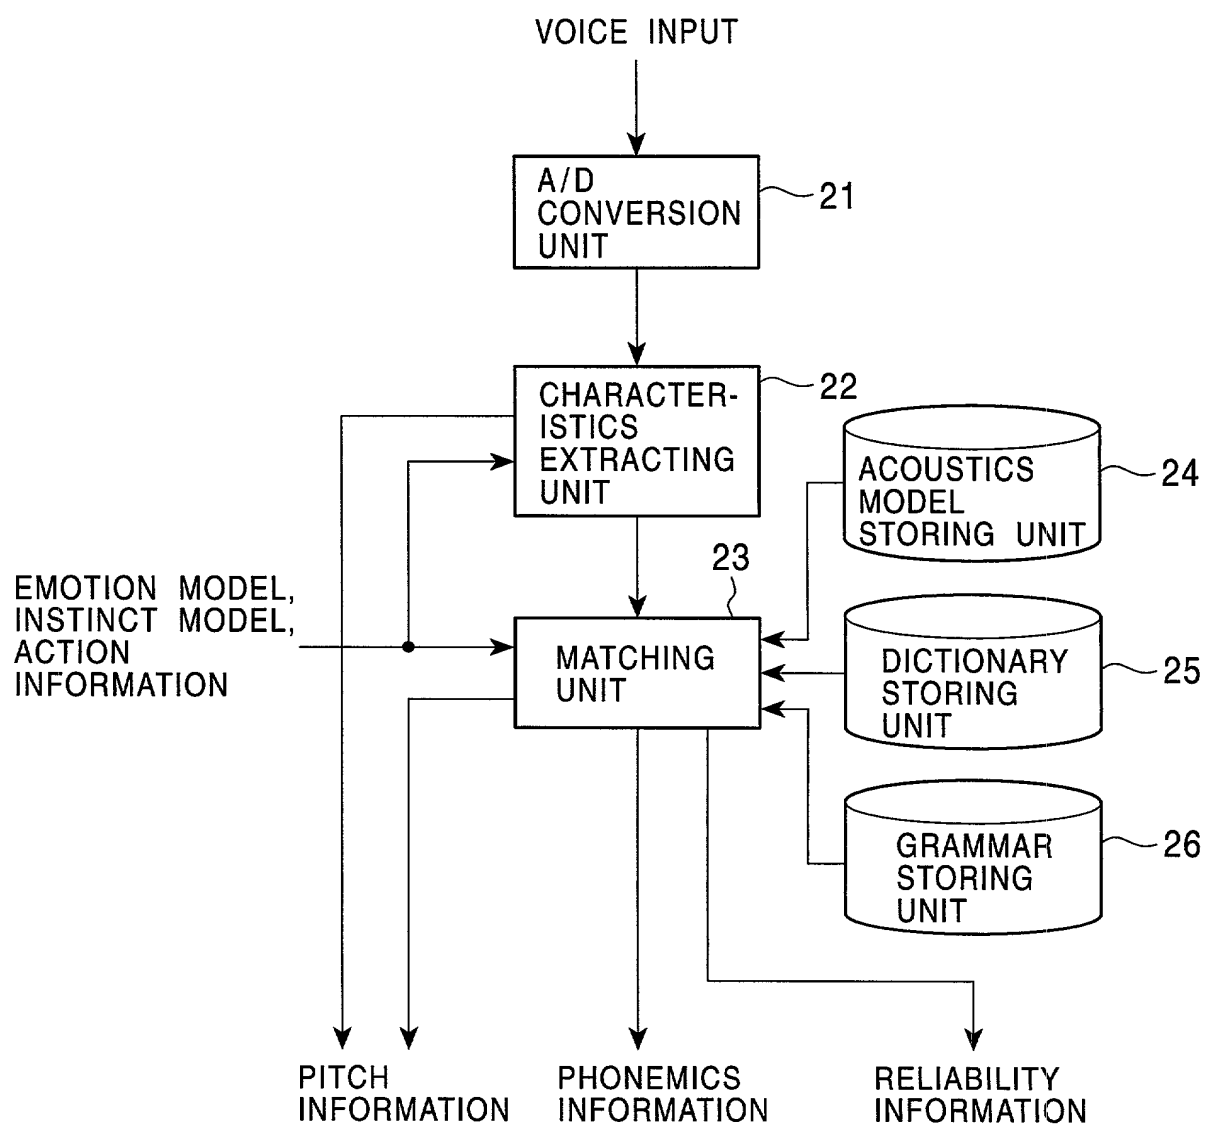 VOICE INPUT
A/D
CONVERSION
UNIT
21
CHARACTER-
ISTICS
EXTRACTING
UNIT
22
ACOUSTICS
MODEL
STORING UNIT
24
EMOTION MODEL,
INSTINCT MODEL,
ACTION
INFORMATION
23
MATCHING
UNIT
DICTIONARY
STORING
UNIT
25
GRAMMAR
STORING
UNIT
26
PITCH
INFORMATION
PHONEMICS
INFORMATION
RELIABILITY
INFORMATION